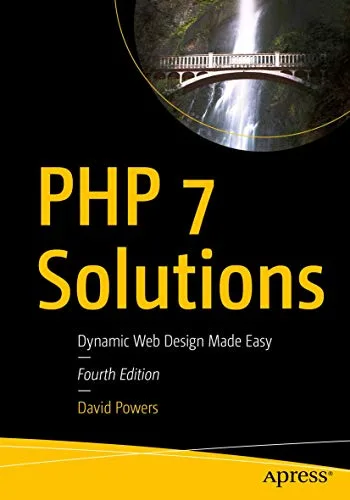 PHP 7
Solutions
Dynamic Web Design Made Easy
—
Fourth Edition
—
David Powers
Apress®